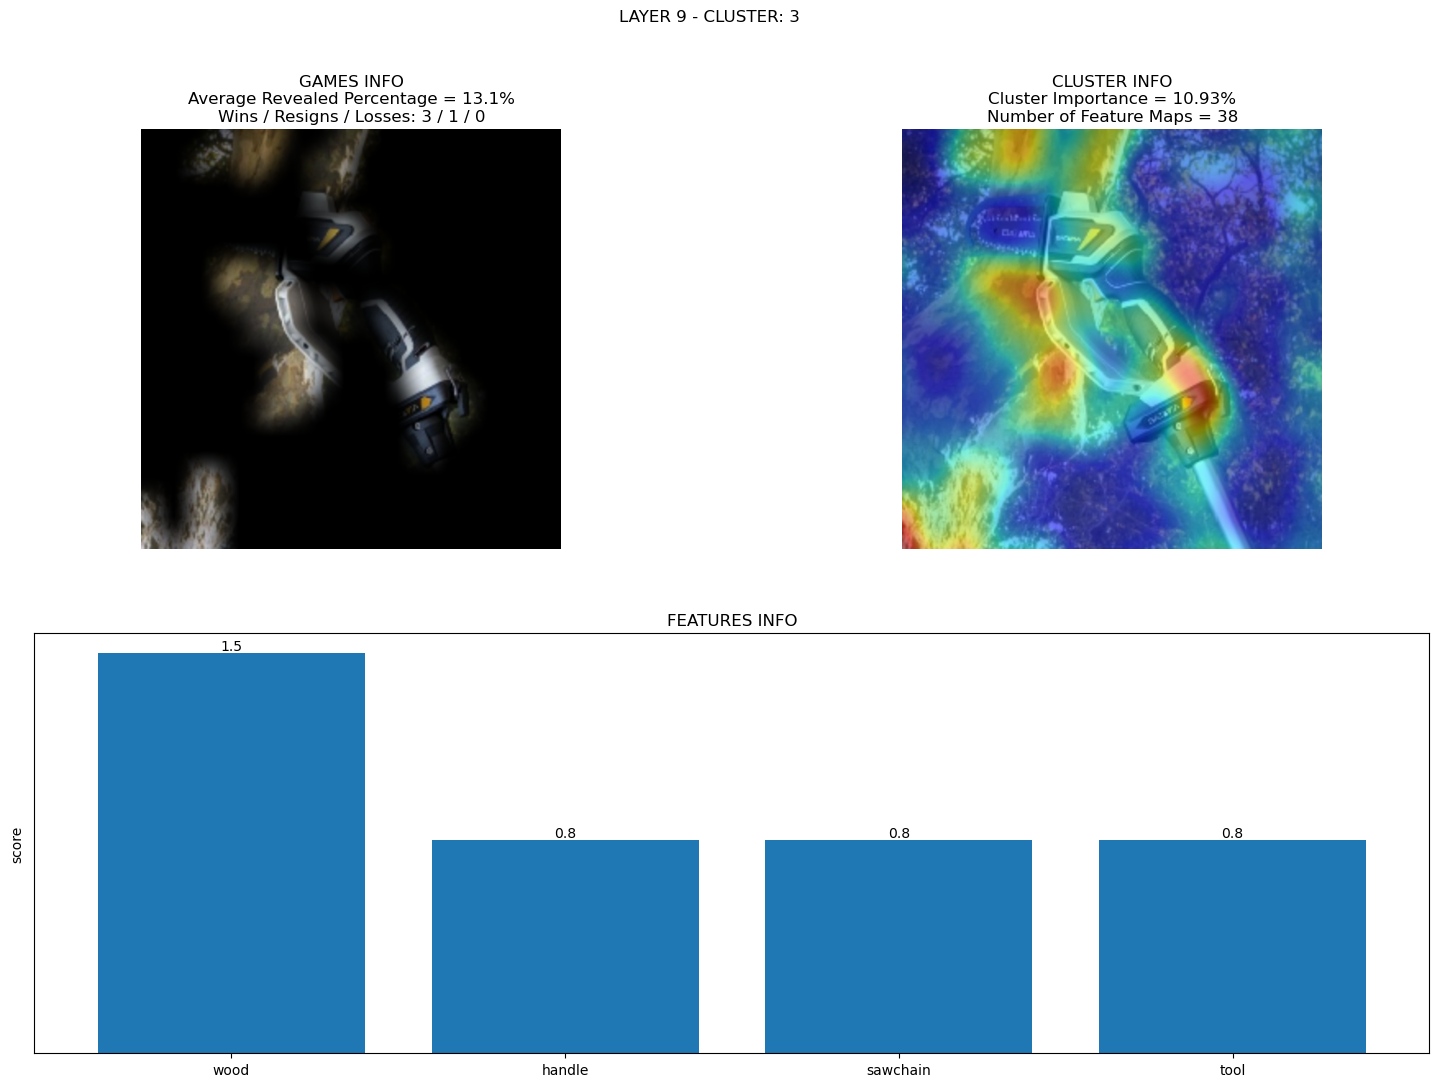 LAYER 9 - CLUSTER: 3
GAMES INFO
Average Revealed Percentage = 13.1%
Wins / Resigns / Losses: 3 / 1 / 0
CLUSTER INFO
Cluster Importance = 10.93%
Number of Feature Maps = 38
FEATURES INFO
score
1.5
0.8
0.8
0.8
wood
handle
sawchain
tool